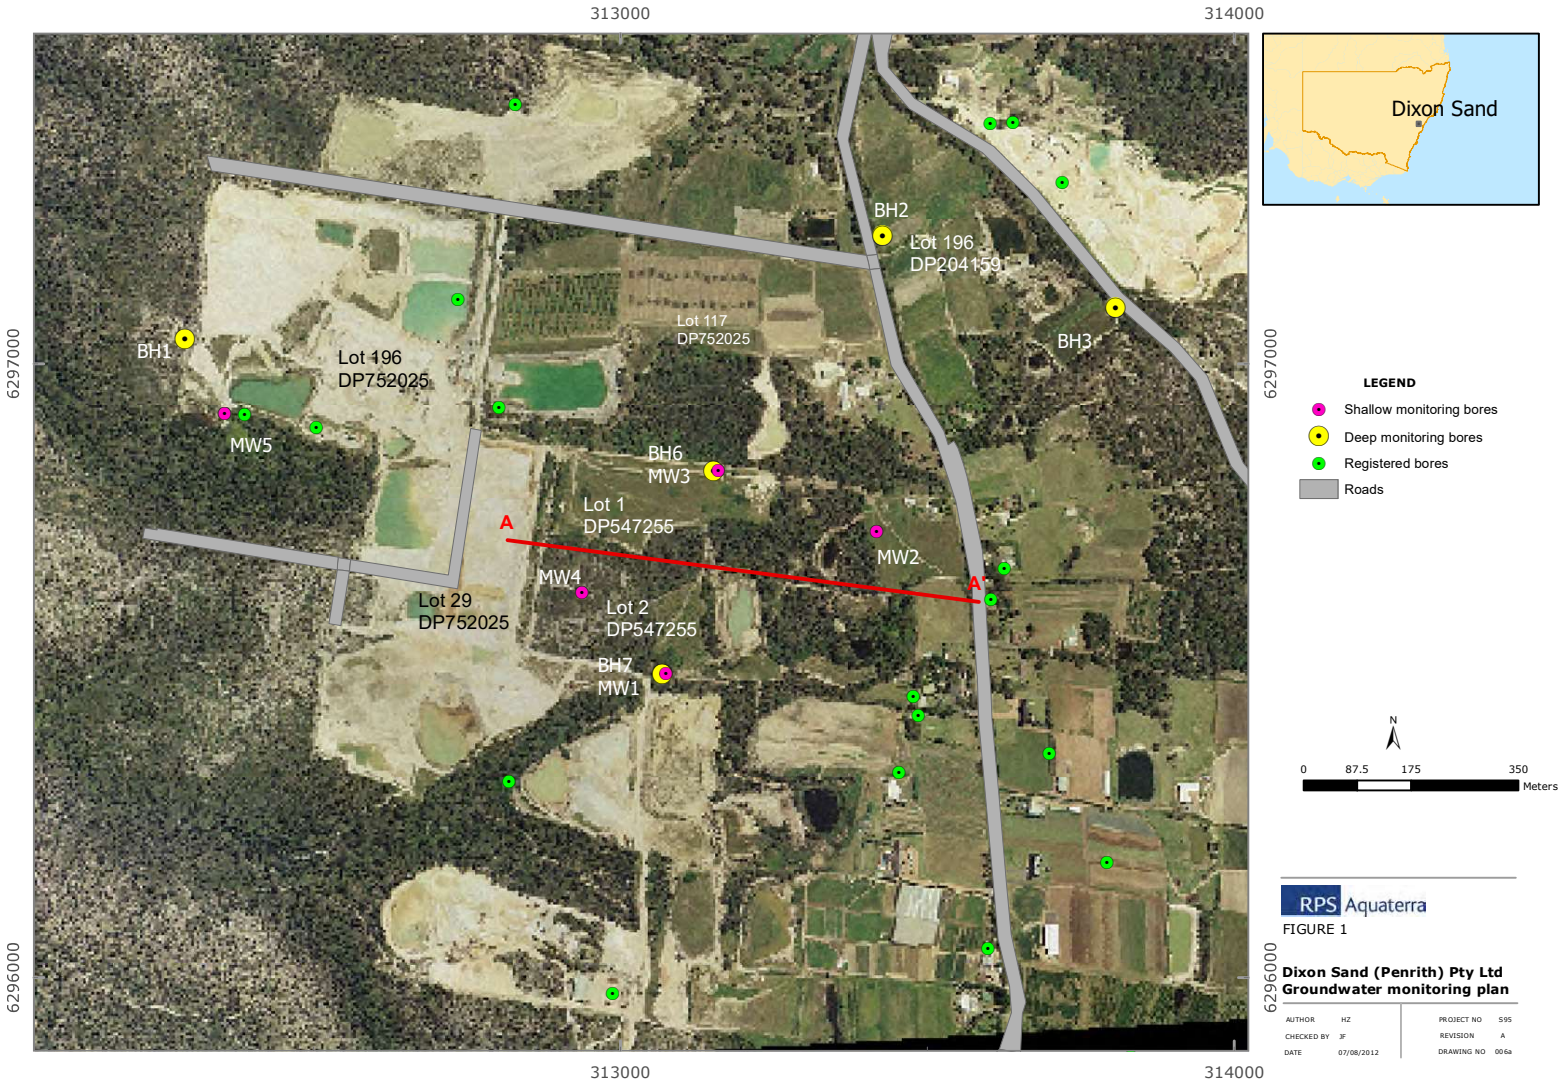 313000
314000
Dixon Sand
BH2
Lot 196
DP204159
Lot 117
DP752025
BH3
BH1
Lot 196
DP752025
6297000
6297000
MW5
BH6
MW3
Lot 1
DP547255
A
MW2
MW4
A'
Lot 29
DP752025
Lot 2
DP547255
BH7
MW1
LEGEND
Shallow monitoring bores
Deep monitoring bores
Registered bores
Roads
N
0 87.5 175 350
Meters
RPS Aquaterra
FIGURE 1
6296000
6296000
Dixon Sand (Penrith) Pty Ltd
Groundwater monitoring plan
AUTHOR HZ PROJECT NO S95
CHECKED BY JF REVISION A
DATE 07/08/2012 DRAWING NO 006a
313000
314000